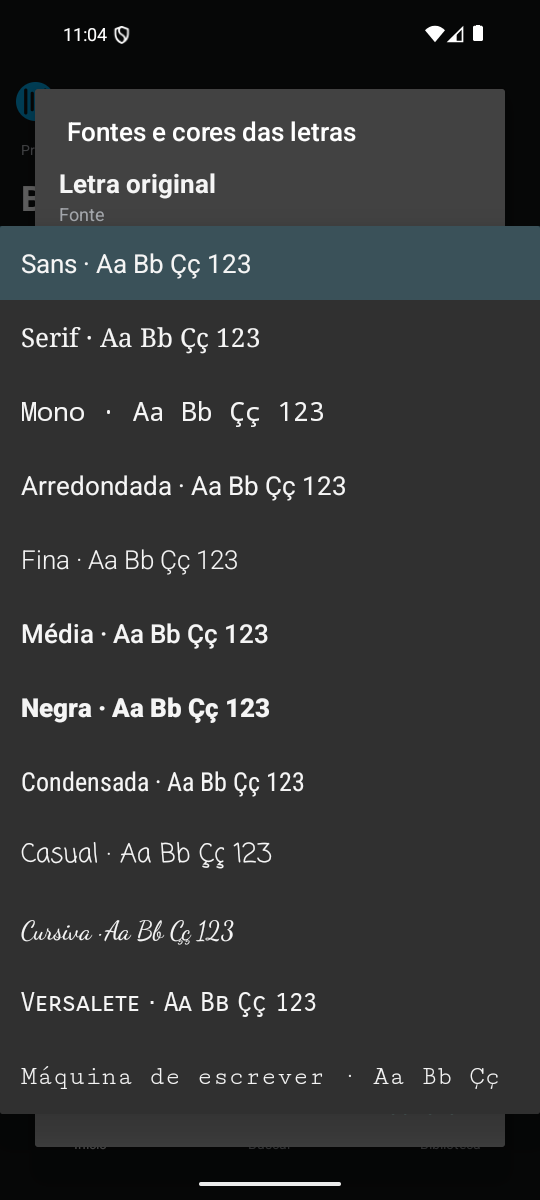 11:04
Fontes e cores das letras
Letra original
Fonte
Sans · Aa Bb Çç 123
Serif · Aa Bb Çç 123
Mono · Aa Bb Çç 123
Arredondada · Aa Bb Çç 123
Fina · Aa Bb Çç 123
Média · Aa Bb Çç 123
Negra · Aa Bb Çç 123
Condensada · Aa Bb Çç 123
Casual · Aa Bb Çç 123
Cursiva · Aa Bb Çç 123
Versalete · Aa Bb Çç 123
Máquina de escrever · Aa Bb Çç